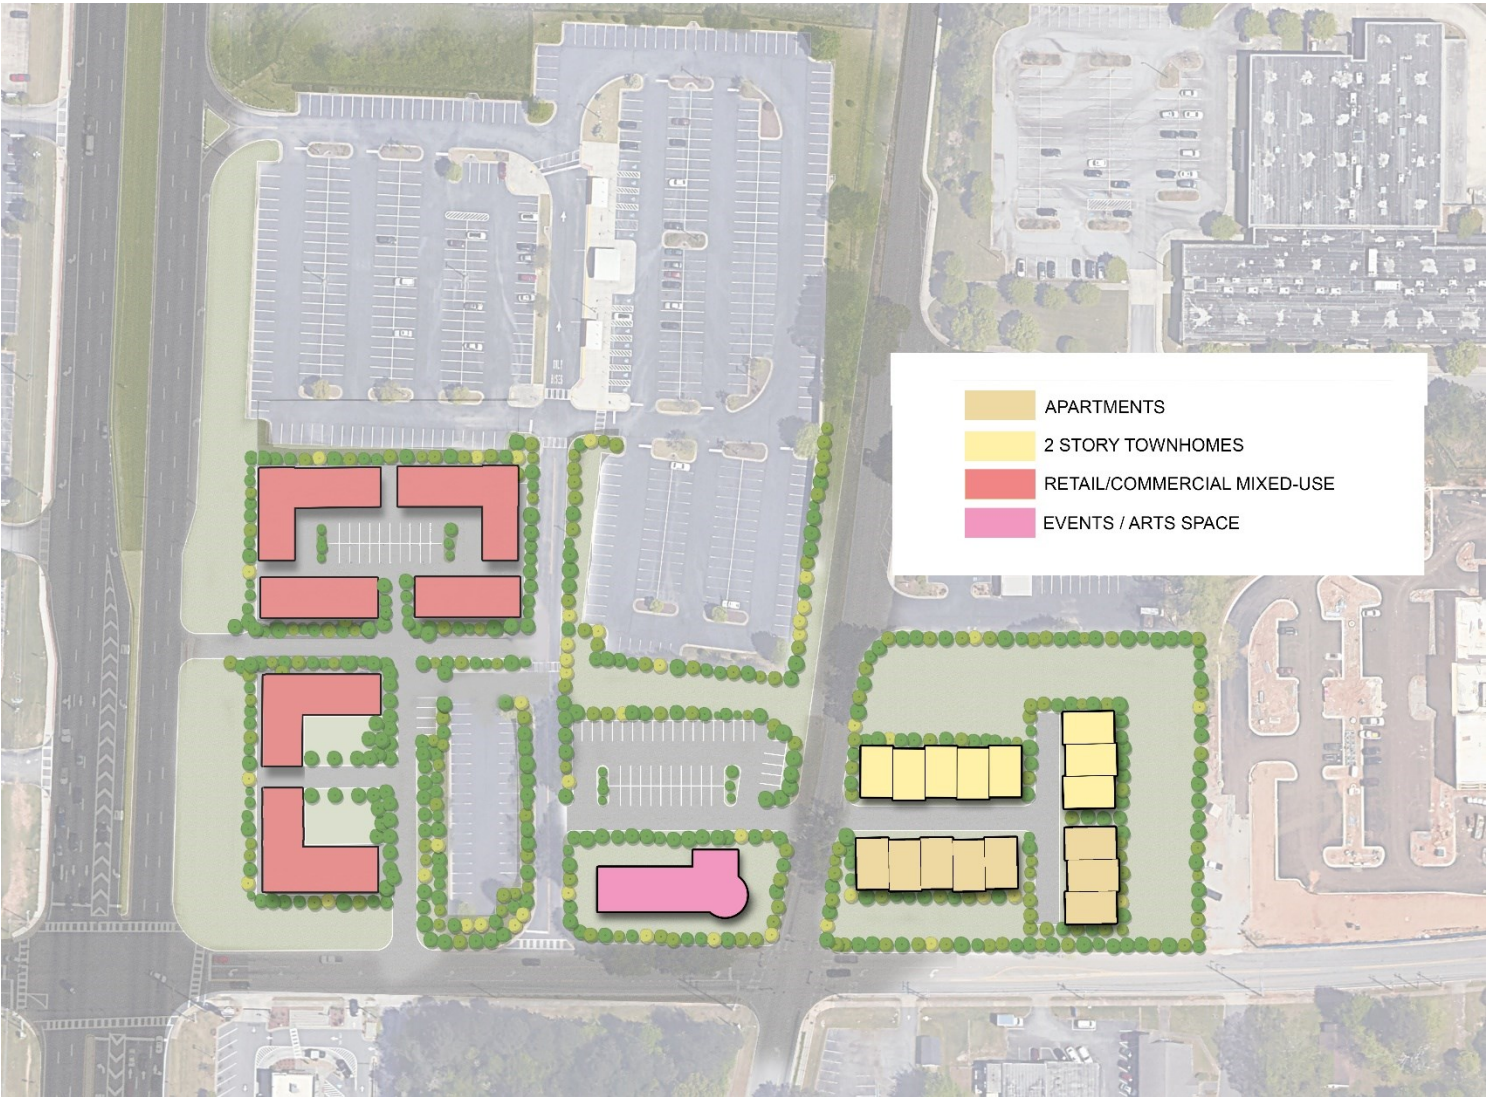 APARTMENTS
2 STORY TOWNHOMES
RETAIL/COMMERCIAL MIXED-USE
EVENTS / ARTS SPACE